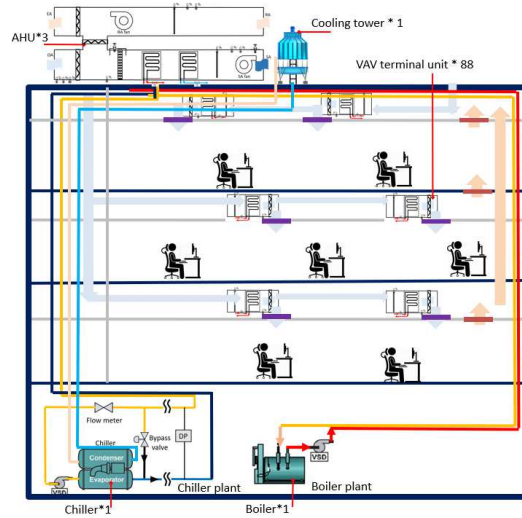 EA
RA fan
RA
Cooling tower * 1
AHU*3
OA
SA
SA fan
VAV terminal unit * 88
Flow meter
Chiller
Bypass
valve
DP
Condenser
Evaporator
VSD
Chiller plant
VSD
Boiler plant
Chiller*1
Boiler*1